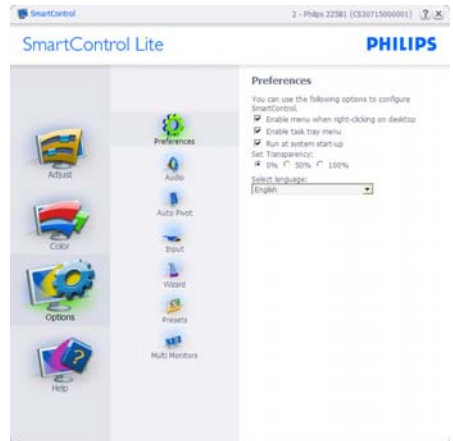 SmartControl
2 - Philips 225B1 (CS30715000001)
SmartControl Lite
PHILIPS
Adjust
Color
Options
Help
Preferences
Audio
Auto Pivot
Input
Wizard
Presets
Multi Monitors
Preferences
You can use the following options to configure
SmartControl.
Enable menu when right-clicking on desktop
Enable task tray menu
Run at system start-up
Set Transparency:
0% 50% 100%
Select language:
English